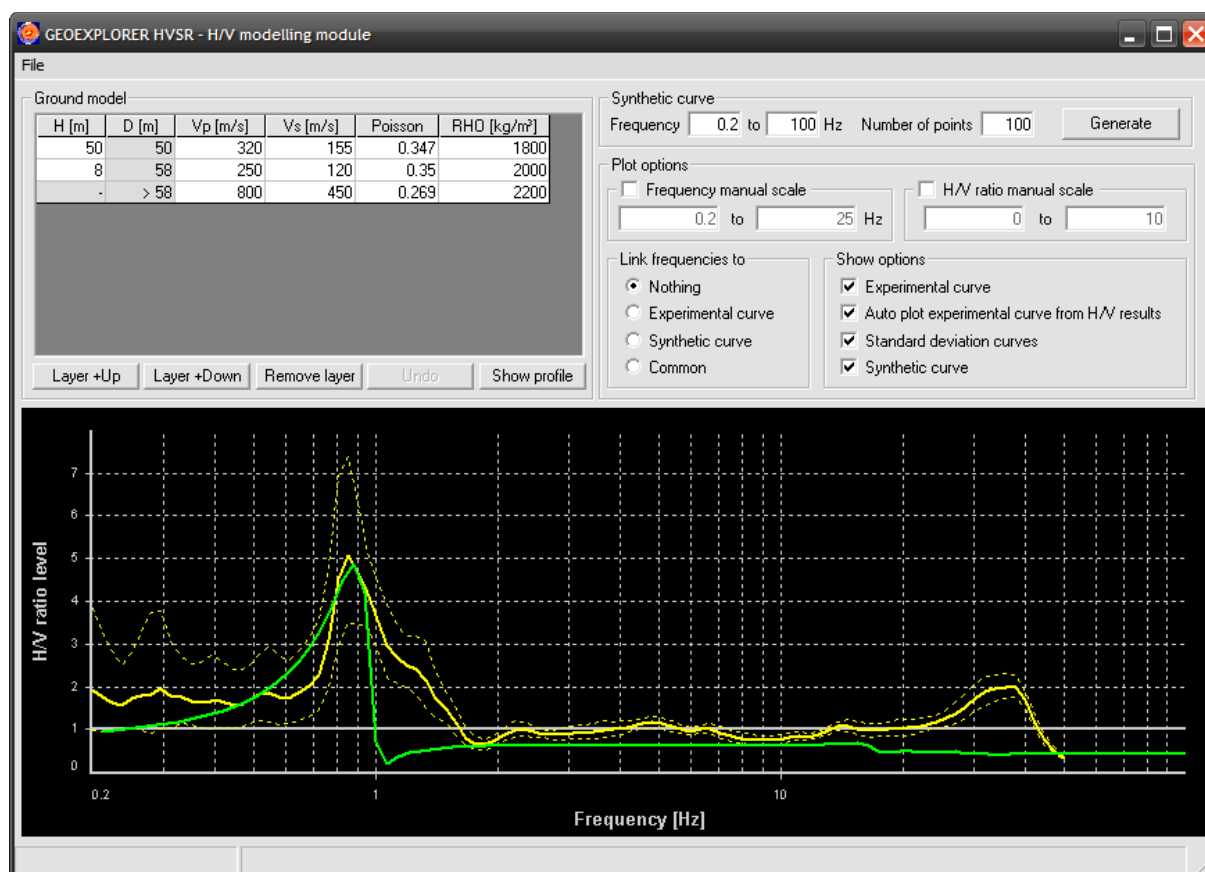 GEOEXPLORER HVSR - H/V modelling module
File
Ground model
H [m] D [m] Vp [m/s] Vs [m/s] Poisson RHO [kg/m³]
50 50 320 155 0.347 1800
8 58 250 120 0.35 2000
- > 58 800 450 0.269 2200
Layer +Up Layer +Down Remove layer Undo Show profile
Synthetic curve
Frequency 0.2 to 100 Hz Number of points 100 Generate
Plot options
Frequency manual scale H/V ratio manual scale
0.2 to 25 Hz 0 to 10
Link frequencies to Show options
Nothing Experimental curve
Experimental curve Auto plot experimental curve from H/V results
Synthetic curve Standard deviation curves
Common Synthetic curve
H/V ratio level
7
6
5
4
3
2
1
0
0.2 1 10
Frequency [Hz]